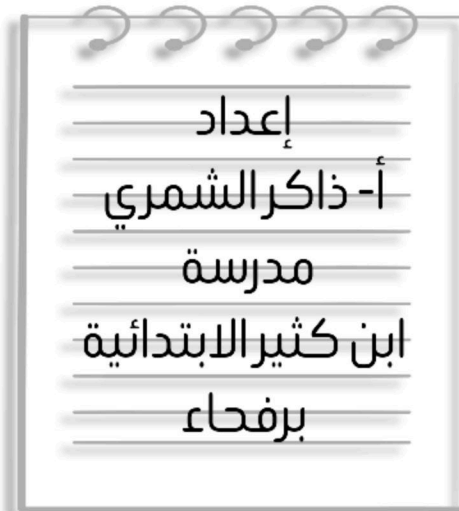 إعداد
أ- ذاكر الشمري
مدرسة
ابن كثير الابتدائية
برفحاء